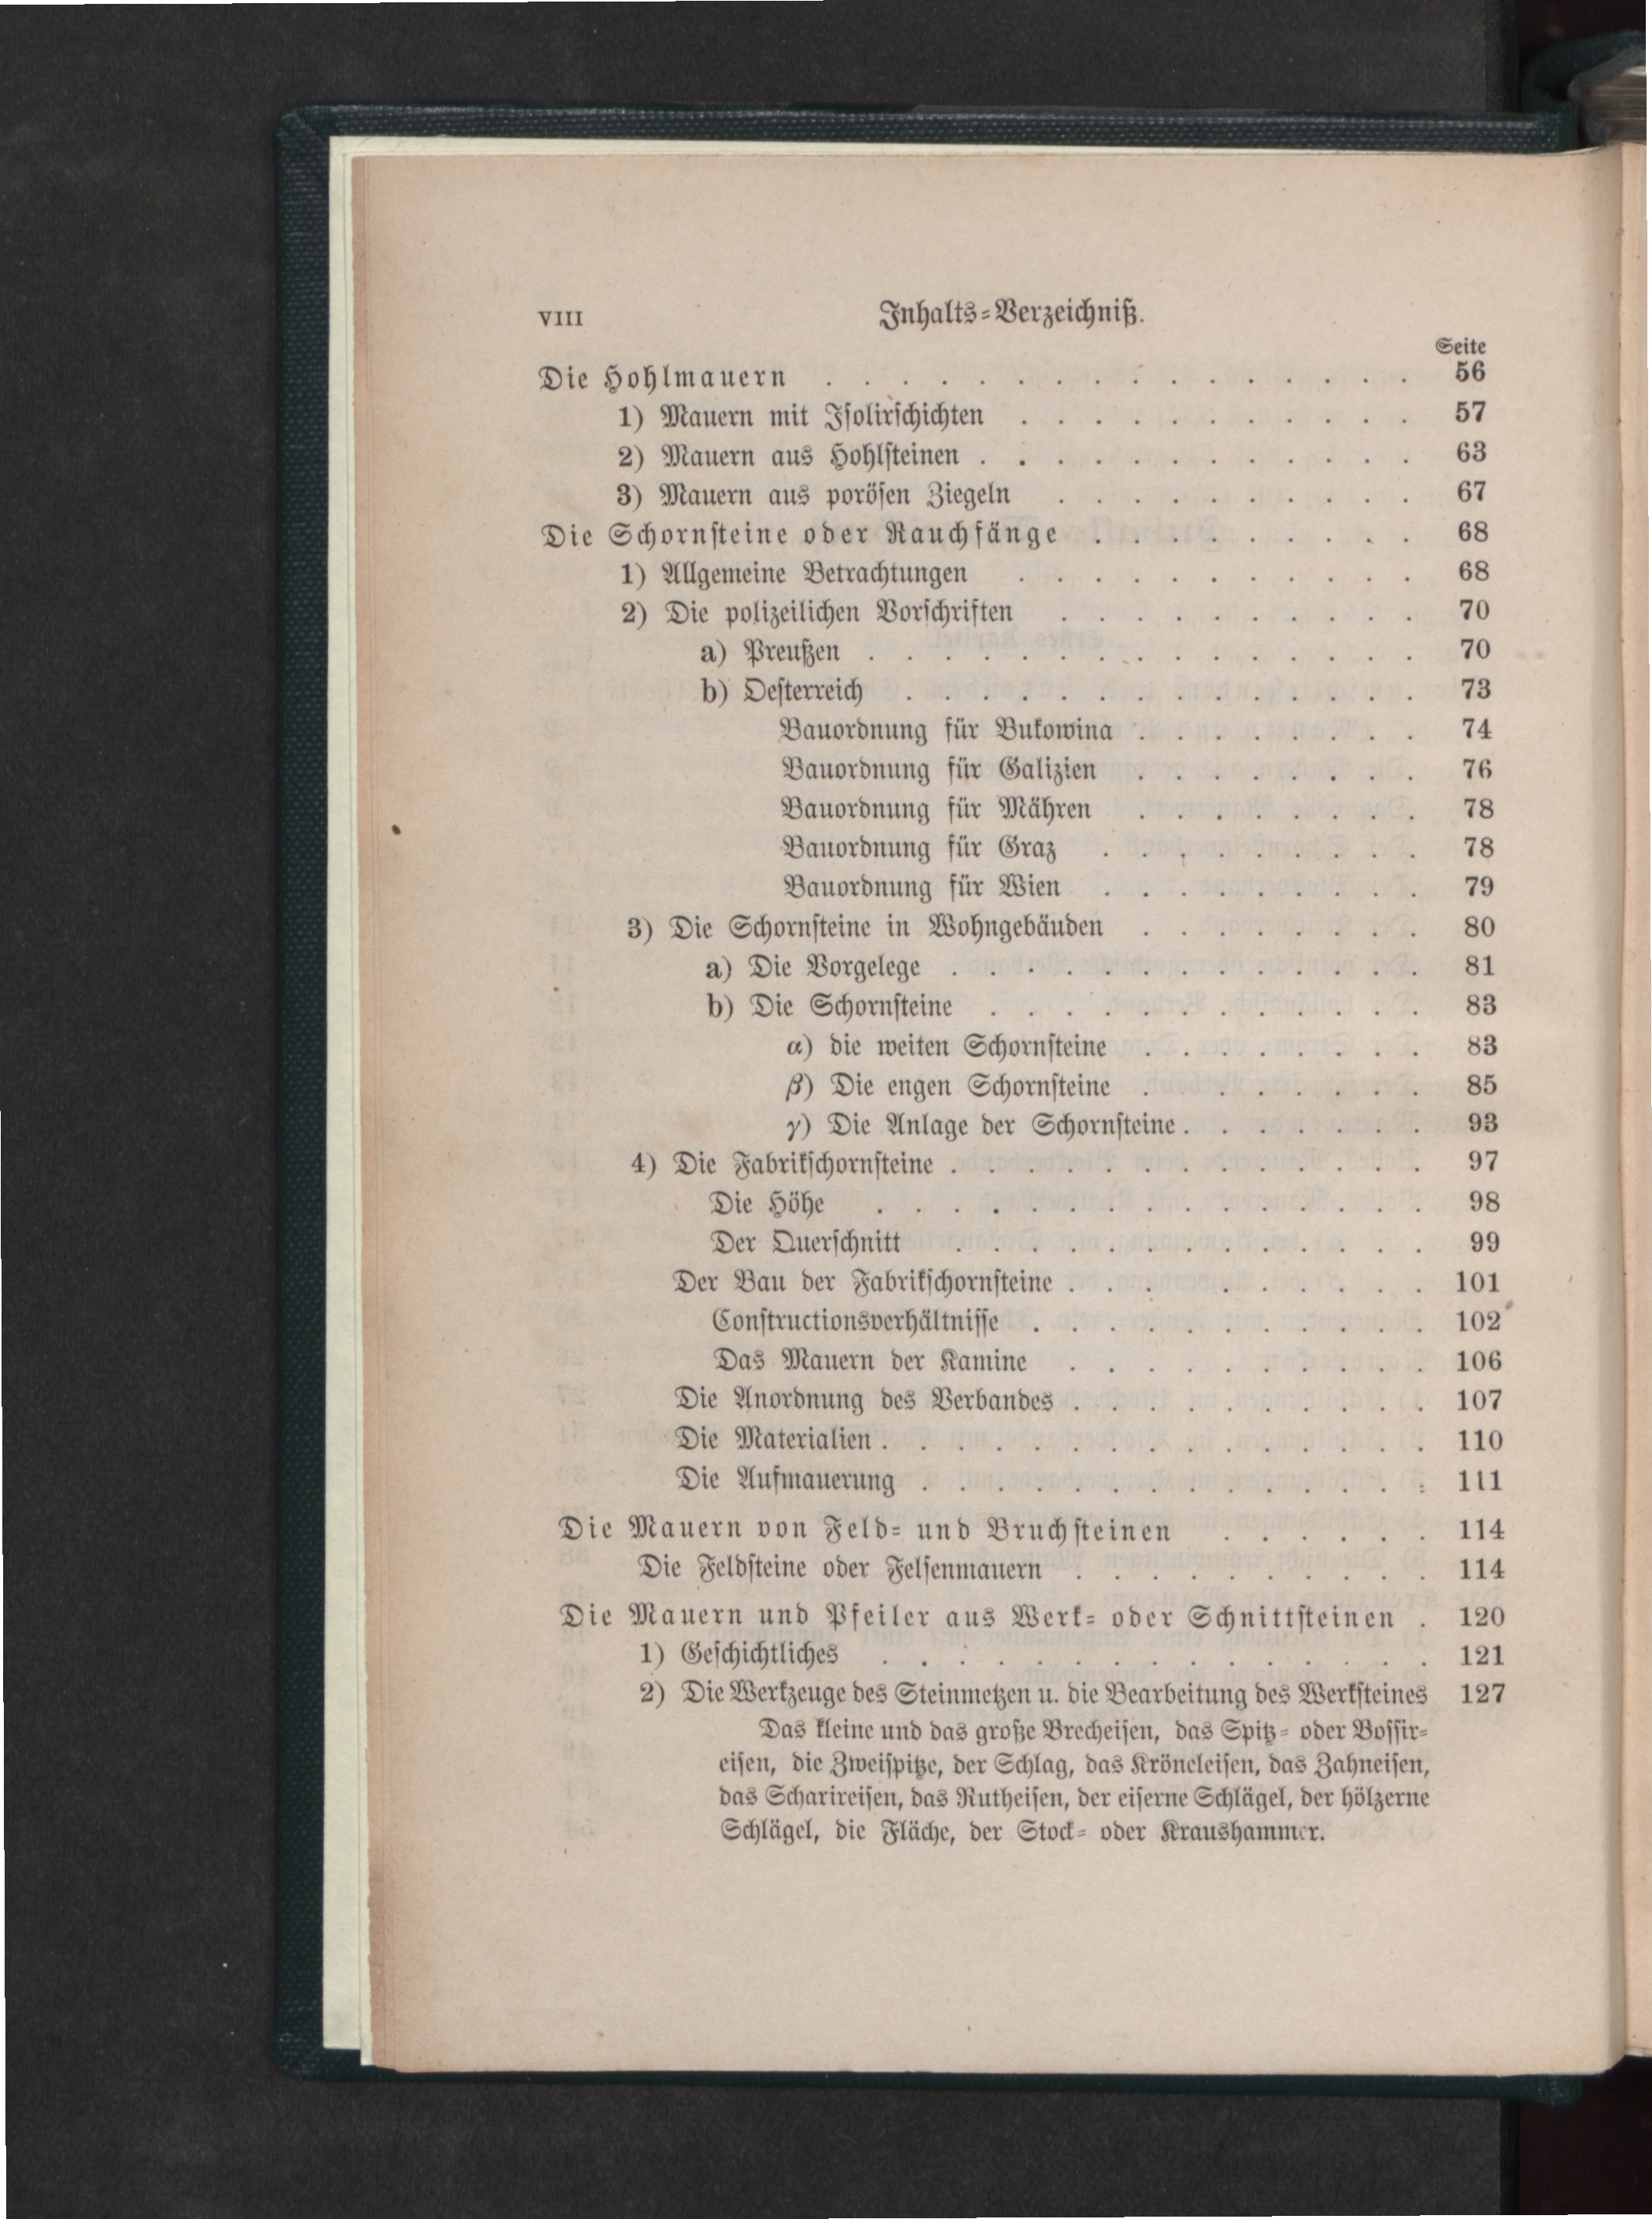 VIII Inhalts-Verzeichniß.
Seite
Die Hohlmauern . . . . . . . . . . . . . . . . 56
1) Mauern mit Isolirschichten . . . . . . . . . . . 57
2) Mauern aus Hohlsteinen . . . . . . . . . . . . 63
3) Mauern aus porösen Ziegeln . . . . . . . . . . 67
Die Schornsteine oder Rauchfänge . . . . . . . . . 68
1) Allgemeine Betrachtungen . . . . . . . . . . . 68
2) Die polizeilichen Vorschriften . . . . . . . . . . 70
a) Preußen . . . . . . . . . . . . . . . 70
b) Oesterreich . . . . . . . . . . . . . . 73
Bauordnung für Bukowina . . . . . . . . 74
Bauordnung für Galizien . . . . . . . . 76
Bauordnung für Mähren . . . . . . . . 78
Bauordnung für Graz . . . . . . . . . 78
Bauordnung für Wien . . . . . . . . . 79
3) Die Schornsteine in Wohngebäuden . . . . . . . . 80
a) Die Vorgelege . . . . . . . . . . . . . 81
b) Die Schornsteine . . . . . . . . . . . . 83
α) die weiten Schornsteine . . . . . . . . 83
β) Die engen Schornsteine . . . . . . . 85
γ) Die Anlage der Schornsteine . . . . . . . 93
4) Die Fabrikschornsteine . . . . . . . . . . . . . 97
Die Höhe . . . . . . . . . . . . . . . 98
Der Querschnitt . . . . . . . . . . . . . 99
Der Bau der Fabrikschornsteine . . . . . . . . . 101
Constructionsverhältnisse . . . . . . . . . . . 102
Das Mauern der Kamine . . . . . . . . . . 106
Die Anordnung des Verbandes . . . . . . . . . . 107
Die Materialien . . . . . . . . . . . . . . . 110
Die Aufmauerung . . . . . . . . . . . . . . 111
Die Mauern von Feld- und Bruchsteinen . . . . . . 114
Die Feldsteine oder Felsenmauern . . . . . . . . . . 114
Die Mauern und Pfeiler aus Werk- oder Schnittsteinen . 120
1) Geschichtliches . . . . . . . . . . . . . . . 121
2) Die Werkzeuge des Steinmetzen u. die Bearbeitung des Werksteines 127
Das kleine und das große Brecheisen, das Spitz- oder Bossir-
eisen, die Zweispitze, der Schlag, das Kröneleisen, das Zahneisen,
das Scharireisen, das Rutheisen, der eiserne Schlägel, der hölzerne
Schlägel, die Fläche, der Stock- oder Kraushammer.